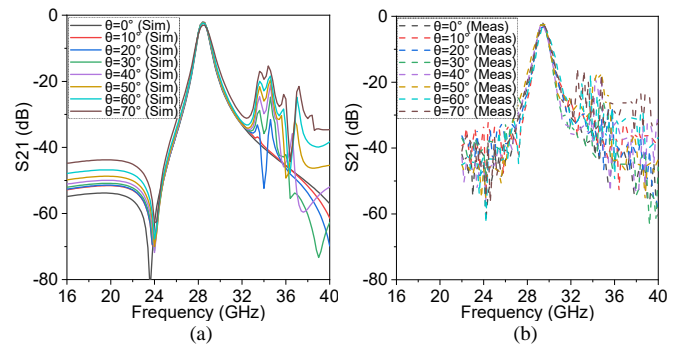 0
-20
-40
-60
-80
S21 (dB)
θ=0° (Sim)
θ=10° (Sim)
θ=20° (Sim)
θ=30° (Sim)
θ=40° (Sim)
θ=50° (Sim)
θ=60° (Sim)
θ=70° (Sim)
16 20 24 28 32 36 40
Frequency (GHz)
(a)
0
-20
-40
-60
-80
S21 (dB)
θ=0° (Meas)
θ=10° (Meas)
θ=20° (Meas)
θ=30° (Meas)
θ=40° (Meas)
θ=50° (Meas)
θ=60° (Meas)
θ=70° (Meas)
16 20 24 28 32 36 40
Frequency (GHz)
(b)